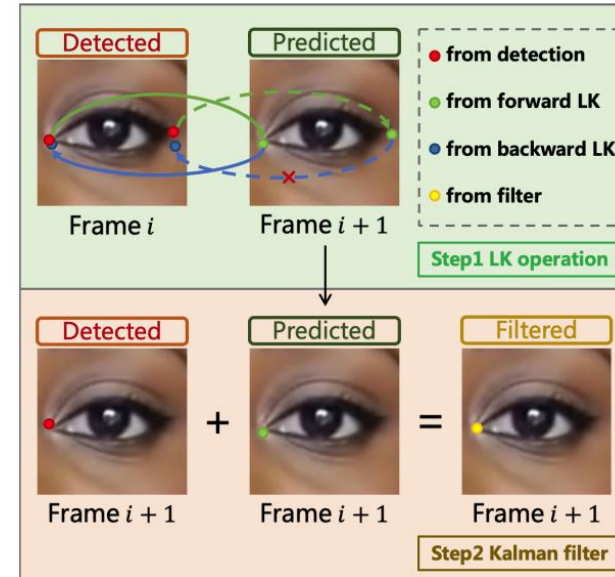 Detected
Predicted
from detection
from forward LK
from backward LK
from filter
Frame i
Frame i + 1
Step1 LK operation
Detected
Predicted
Filtered
+
=
Frame i + 1
Frame i + 1
Frame i + 1
Step2 Kalman filter